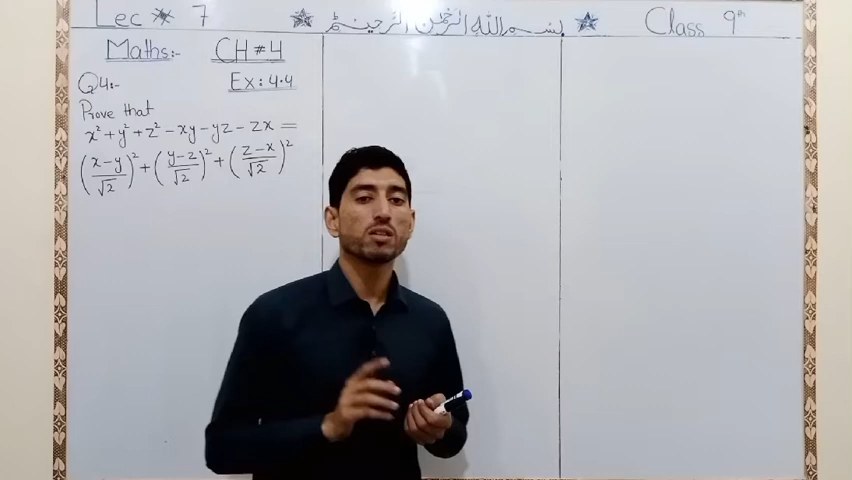 Lec * 7
بسم اللہ الرحمن الرحیم
Class 9th
Maths:-
CH # 4
Q4:-
Ex: 4.4
Prove that
x² + y² + z² - xy - yz - zx =
((x-y)/√2)² + ((y-z)/√2)² + ((z-x)/√2)²